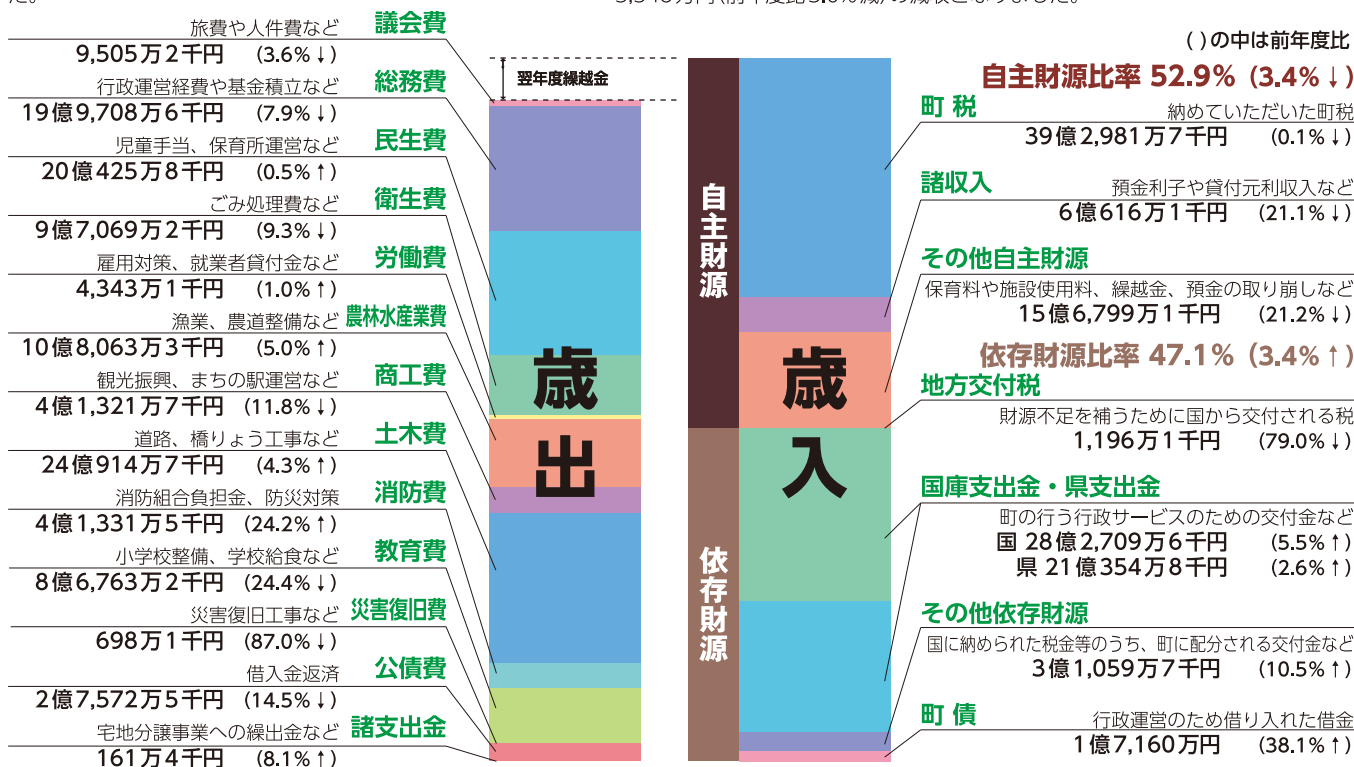 た。
旅費や人件費など 議会費
9,505万2千円 (3.6%↓)
行政運営経費や基金積立など 総務費
19億9,708万6千円 (7.9%↓)
児童手当、保育所運営など 民生費
20億425万8千円 (0.5%↑)
ごみ処理費など 衛生費
9億7,069万2千円 (9.3%↓)
雇用対策、就業者貸付金など 労働費
4,343万1千円 (1.0%↑)
漁業、農道整備など 農林水産業費
10億8,063万3千円 (5.0%↑)
観光振興、まちの駅運営など 商工費
4億1,321万7千円 (11.8%↓)
道路、橋りょう工事など 土木費
24億914万7千円 (4.3%↑)
消防組合負担金、防災対策 消防費
4億1,331万5千円 (24.2%↑)
小学校整備、学校給食など 教育費
8億6,763万2千円 (24.4%↓)
災害復旧工事など 災害復旧費
698万1千円 (87.0%↓)
借入金返済 公債費
2億7,572万5千円 (14.5%↓)
宅地分譲事業への繰出金など 諸支出金
161万4千円 (8.1%↑)
翌年度繰越金
歳出
自主財源
依存財源
歳入
( )の中は前年度比
自主財源比率 52.9% (3.4%↓)
町 税 納めていただいた町税
39億2,981万7千円 (0.1%↓)
諸収入 預金利子や貸付元利収入など
6億616万1千円 (21.1%↓)
その他自主財源
保育料や施設使用料、繰越金、預金の取り崩しなど
15億6,799万1千円 (21.2%↓)
依存財源比率 47.1% (3.4%↑)
地方交付税
財源不足を補うために国から交付される税
1,196万1千円 (79.0%↓)
国庫支出金・県支出金
町の行う行政サービスのための交付金など
国 28億2,709万6千円 (5.5%↑)
県 21億354万8千円 (2.6%↑)
その他依存財源
国に納められた税金等のうち、町に配分される交付金など
3億1,059万7千円 (10.5%↑)
町 債 行政運営のため借り入れた借金
1億7,160万円 (38.1%↑)